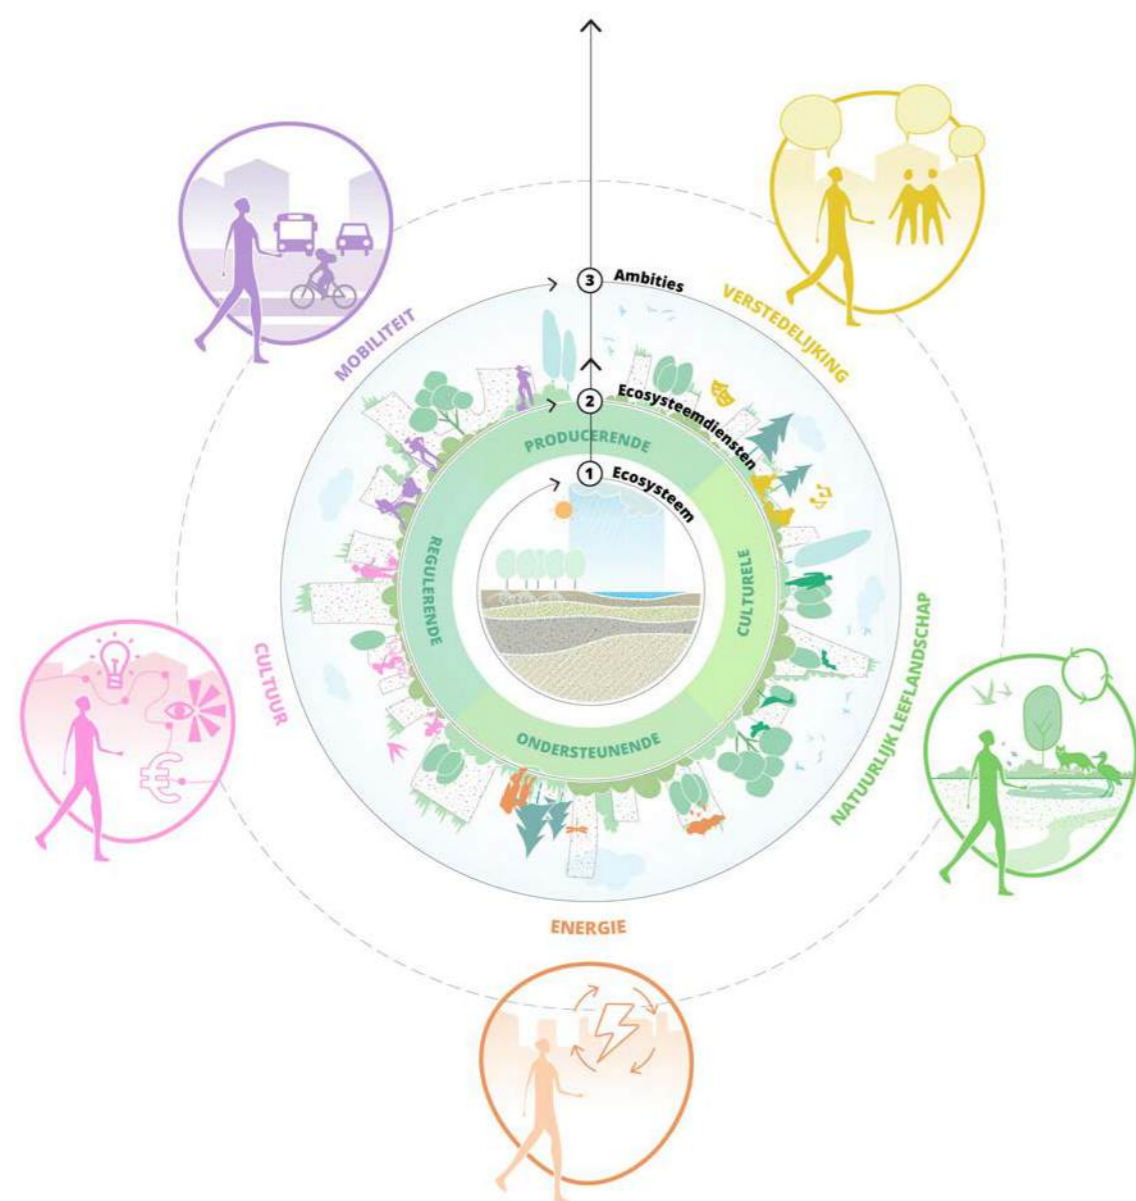 3 Ambities
VERSTEDELIJKING
MOBILITEIT
2 Ecosysteemdiensten
PRODUCERENDE
1 Ecosysteem
REGULERENDE
CULTURELE
NATUURLIJK LEEFLANDSCHAP
CULTUUR
ONDERSTEUNENDE
ENERGIE